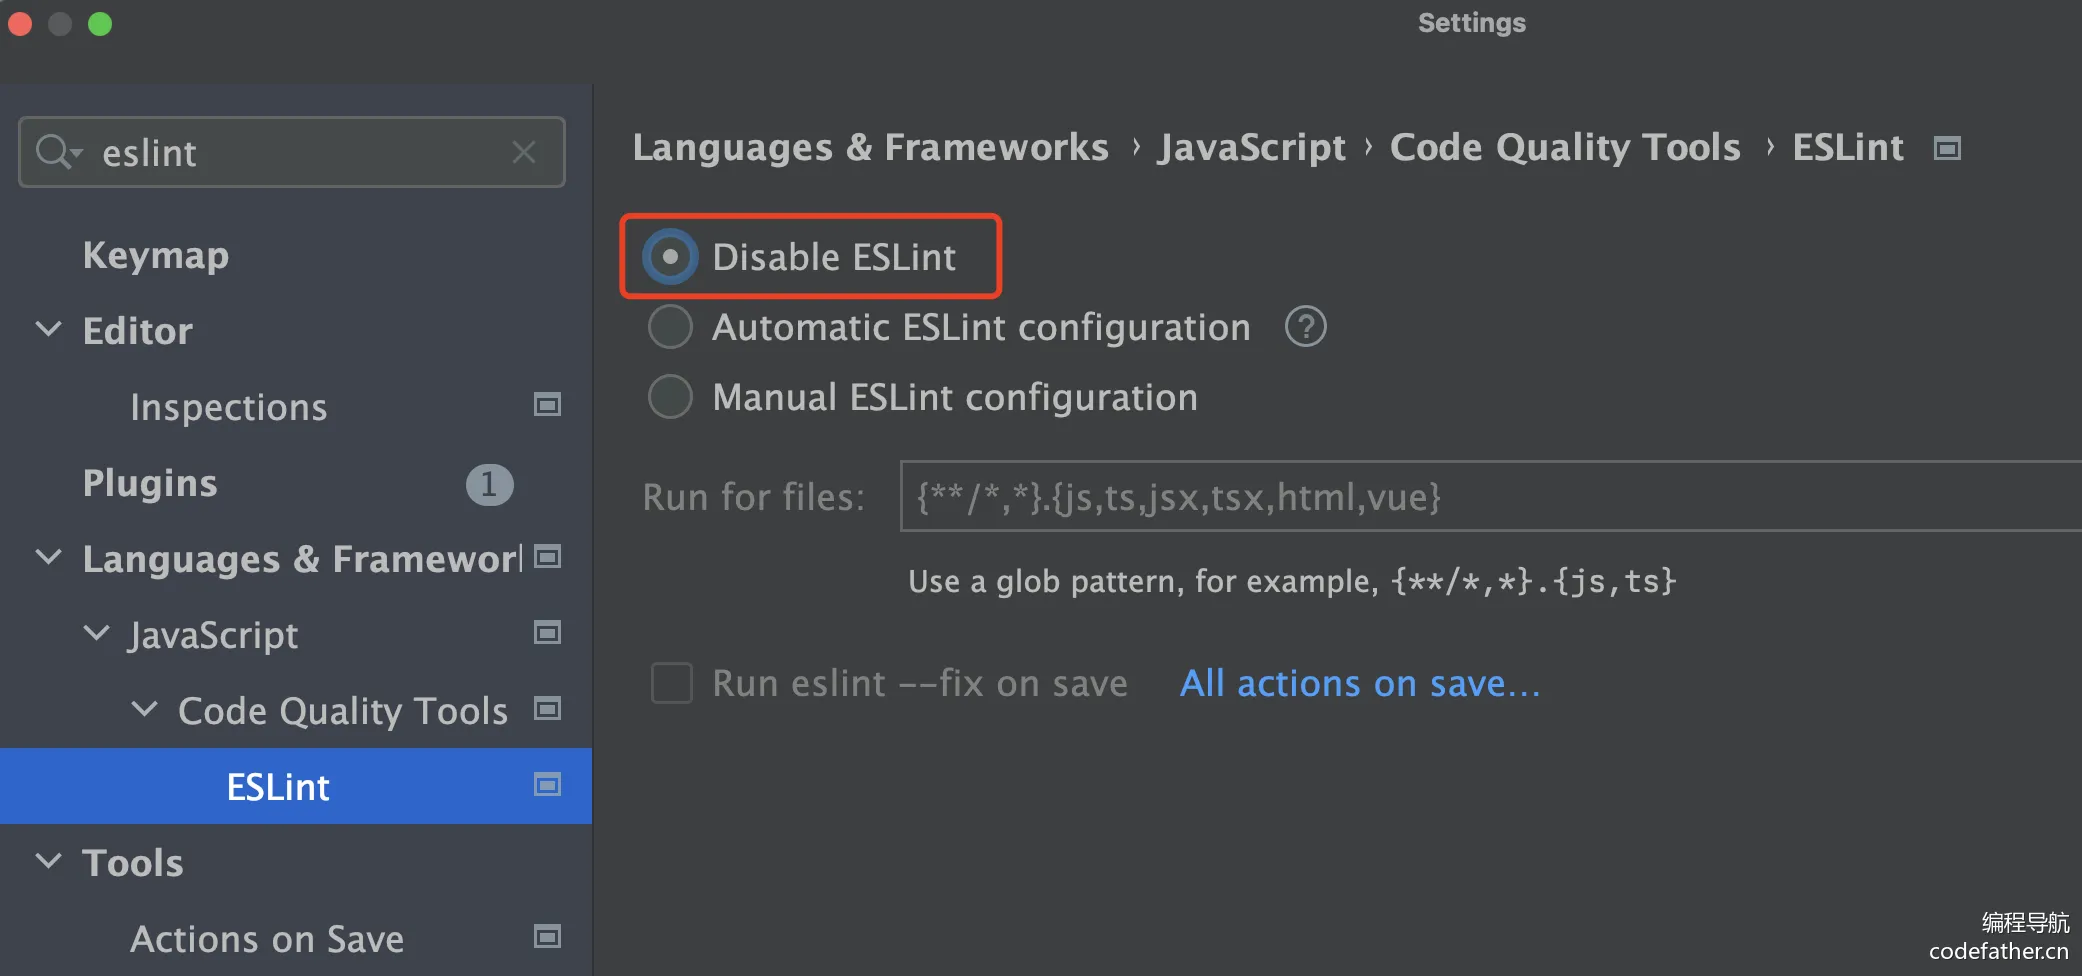 Settings
eslint
Keymap
Editor
Inspections
Plugins
1
Languages & Framewor
JavaScript
Code Quality Tools
ESLint
Tools
Actions on Save
Languages & Frameworks › JavaScript › Code Quality Tools › ESLint
Disable ESLint
Automatic ESLint configuration ?
Manual ESLint configuration
Run for files: {**/*,*}.{js,ts,jsx,tsx,html,vue}
Use a glob pattern, for example, {**/*,*}.{js,ts}
Run eslint --fix on save All actions on save...
编程导航
codefather.cn